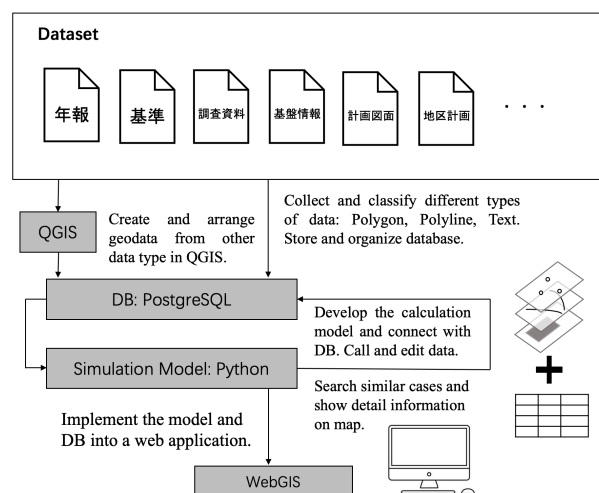 Dataset
年報
基準
調査資料
基盤情報
計画図面
地区計画
. . .
Create and arrange
geodata from other
data type in QGIS.
Collect and classify different types
of data: Polygon, Polyline, Text.
Store and organize database.
QGIS
DB: PostgreSQL
Develop the calculation
model and connect with
DB. Call and edit data.
Simulation Model: Python
Search similar cases and
show detail information
on map.
Implement the model and
DB into a web application.
WebGIS